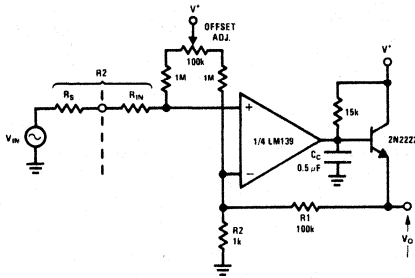 V+
OFFSET
ADJ.
100k
R2
1M
1M
V+
RS
RIN
15k
VIN
+
1/4 LM139
2N2222
CC
0.5 µF
−
R1
100k
R2
1k
VO